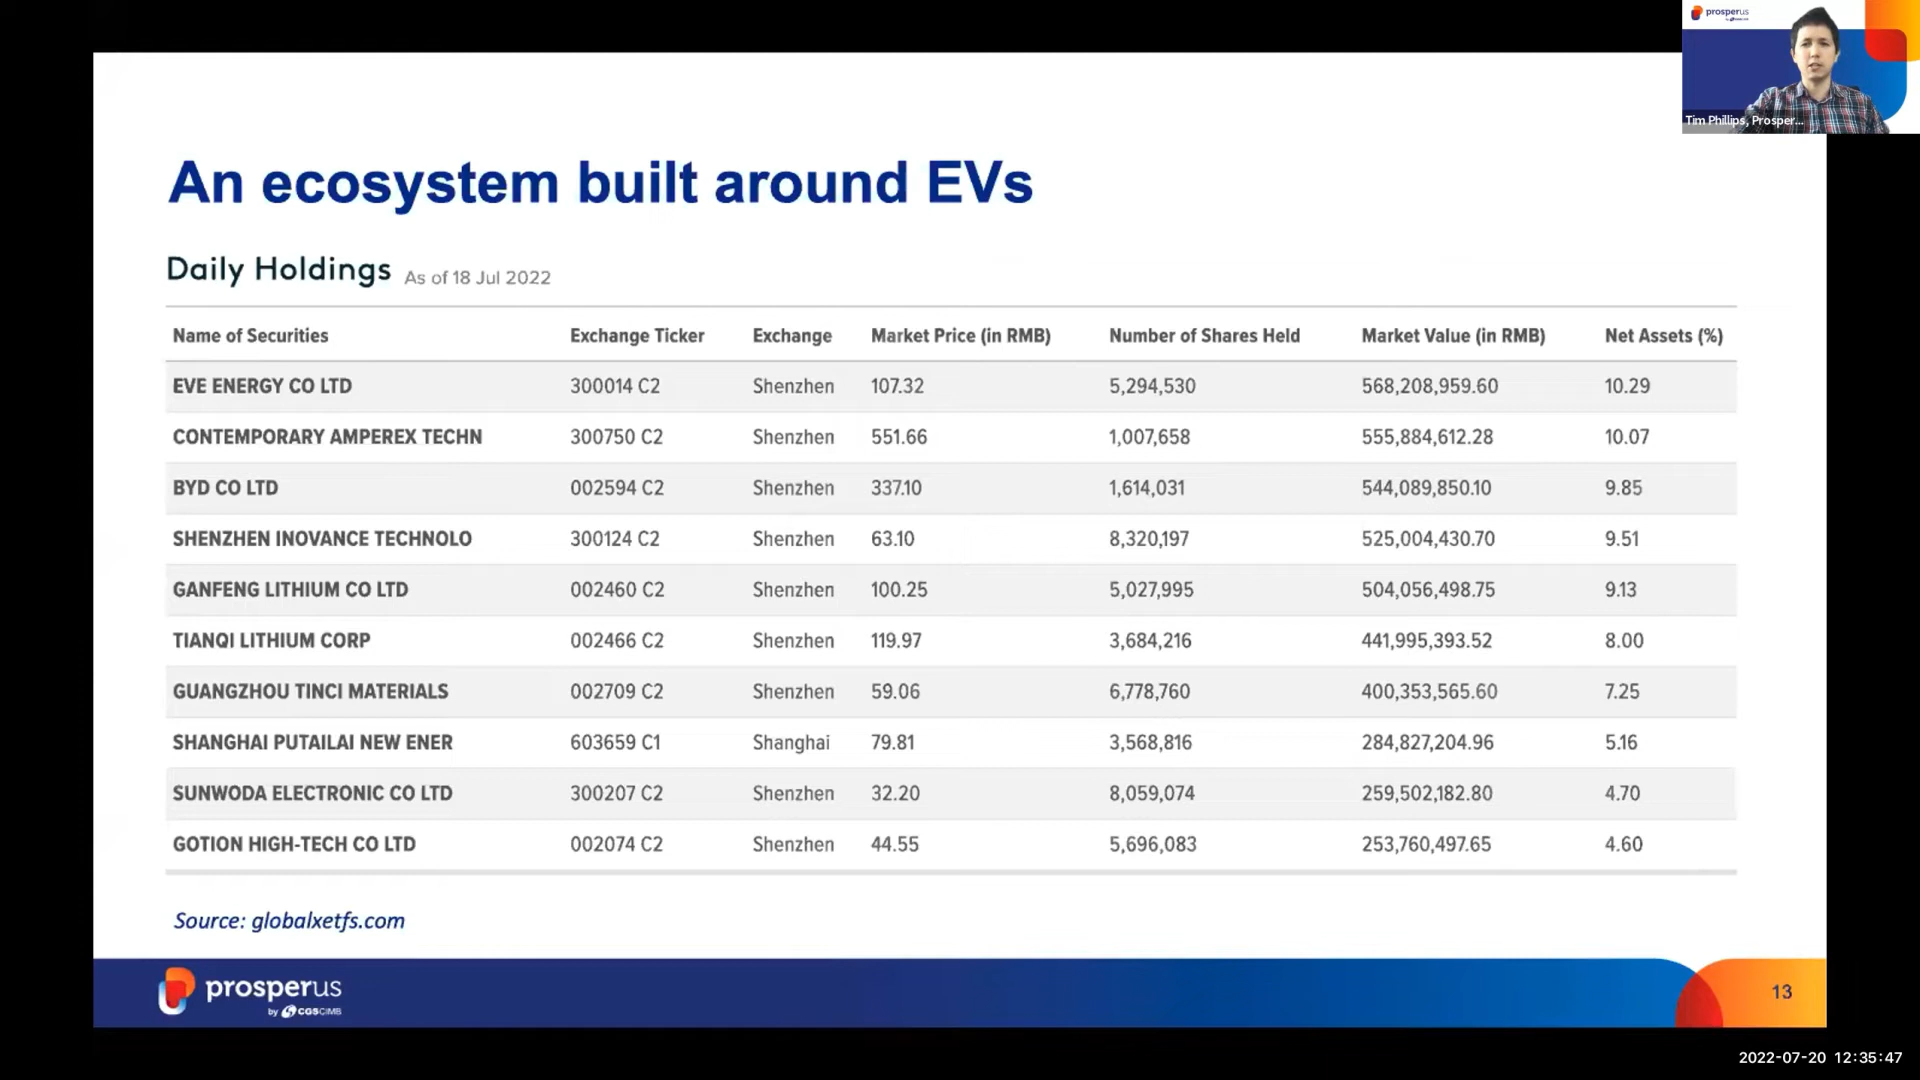 prosperus
Tim Phillips, Prosper...
An ecosystem built around EVs
Daily Holdings As of 18 Jul 2022
Name of Securities Exchange Ticker Exchange Market Price (in RMB) Number of Shares Held Market Value (in RMB) Net Assets (%)
EVE ENERGY CO LTD 300014 C2 Shenzhen 107.32 5,294,530 568,208,959.60 10.29
CONTEMPORARY AMPEREX TECHN 300750 C2 Shenzhen 551.66 1,007,658 555,884,612.28 10.07
BYD CO LTD 002594 C2 Shenzhen 337.10 1,614,031 544,089,850.10 9.85
SHENZHEN INOVANCE TECHNOLO 300124 C2 Shenzhen 63.10 8,320,197 525,004,430.70 9.51
GANFENG LITHIUM CO LTD 002460 C2 Shenzhen 100.25 5,027,995 504,056,498.75 9.13
TIANQI LITHIUM CORP 002466 C2 Shenzhen 119.97 3,684,216 441,995,393.52 8.00
GUANGZHOU TINCI MATERIALS 002709 C2 Shenzhen 59.06 6,778,760 400,353,565.60 7.25
SHANGHAI PUTAILAI NEW ENER 603659 C1 Shanghai 79.81 3,568,816 284,827,204.96 5.16
SUNWODA ELECTRONIC CO LTD 300207 C2 Shenzhen 32.20 8,059,074 259,502,182.80 4.70
GOTION HIGH-TECH CO LTD 002074 C2 Shenzhen 44.55 5,696,083 253,760,497.65 4.60
Source: globalxetfs.com
prosperus
by CGSCIMB
13
2022-07-20 12:35:47